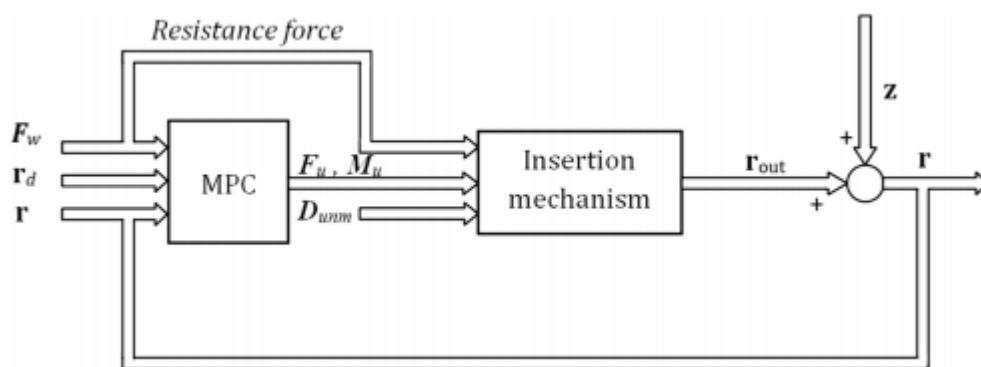 Resistance force
z
F_w
+
r_d
MPC
F_u , M_u
Insertion
mechanism
r_out
r
r
D_unm
+